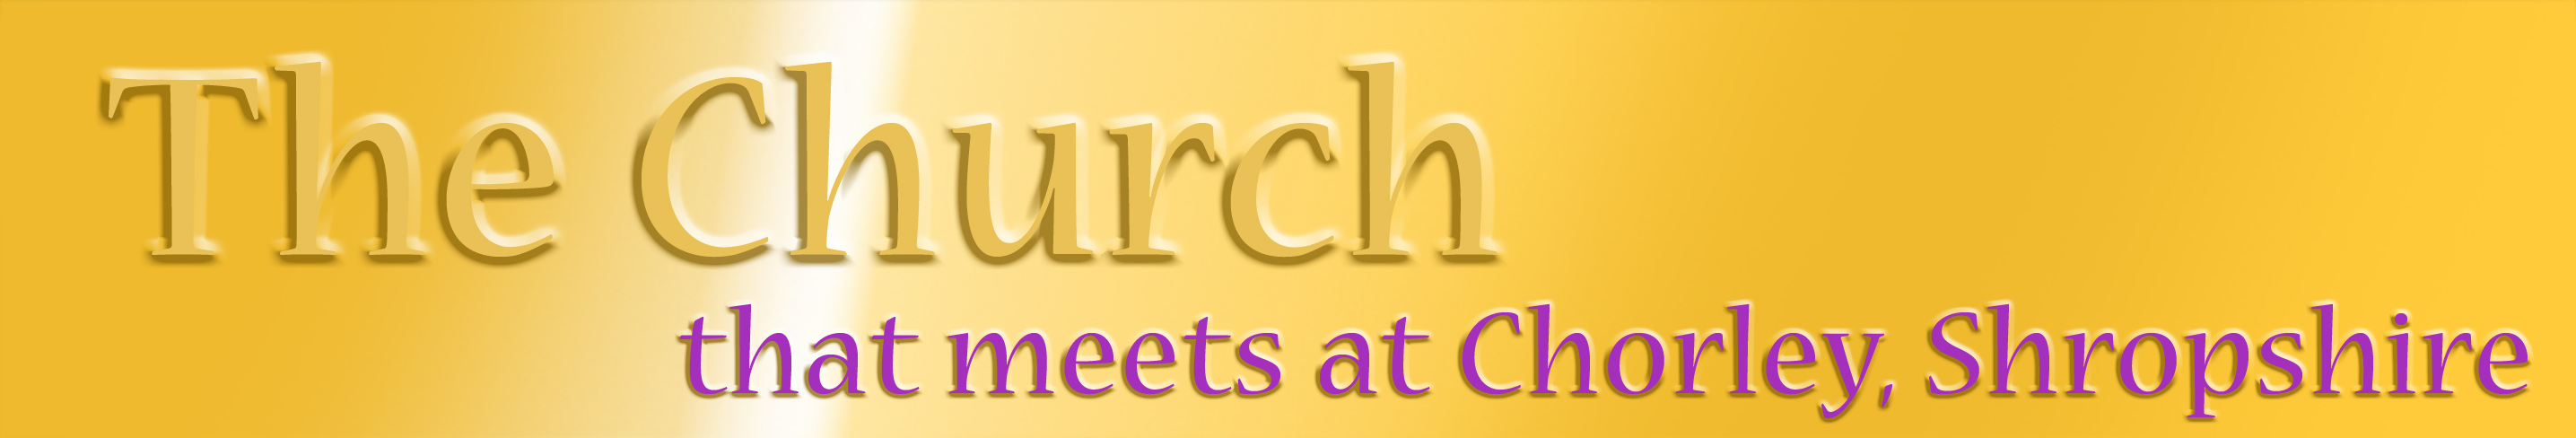 The Church
that meets at Chorley, Shropshire